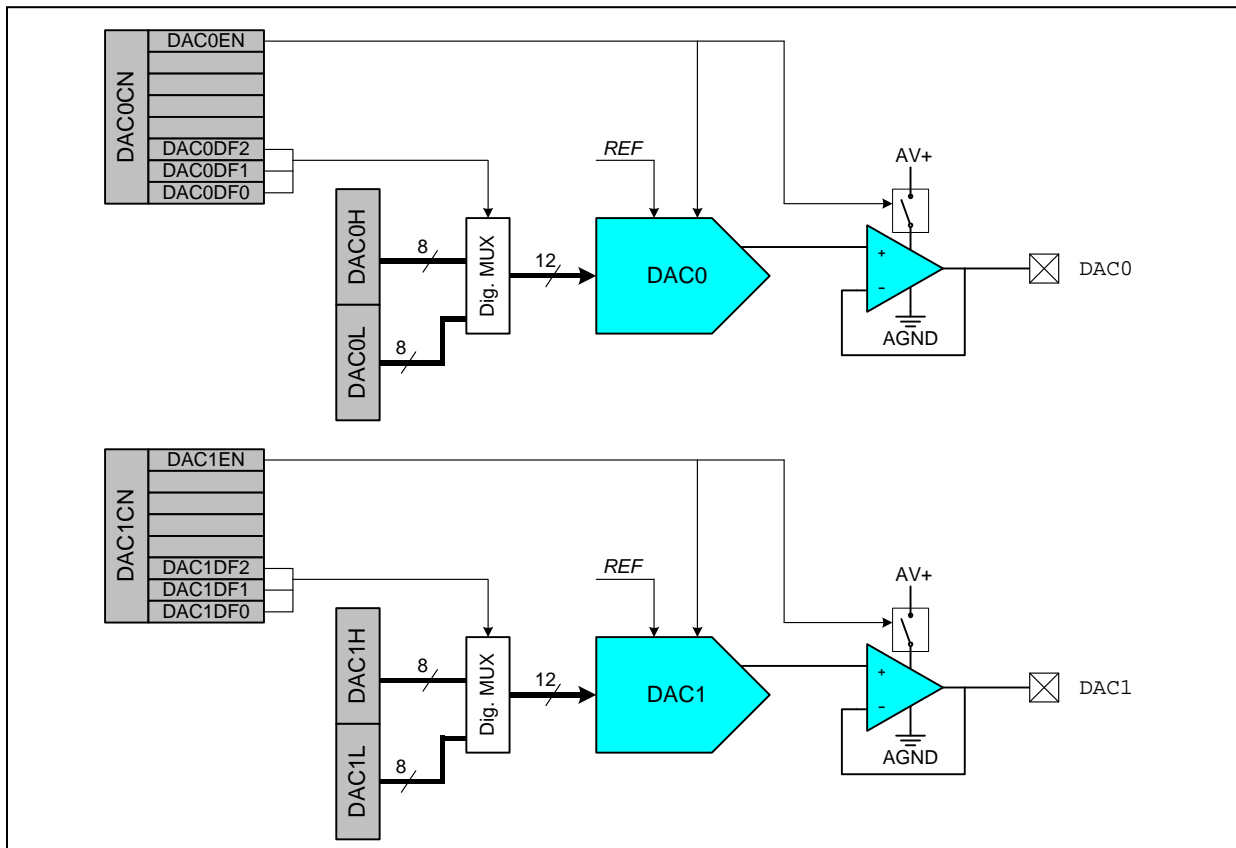 DAC0CN
DAC0EN
DAC0DF2
DAC0DF1
DAC0DF0
REF
AV+
DAC0H
8
Dig. MUX
12
DAC0
+
-
DAC0
DAC0L
8
AGND
DAC1CN
DAC1EN
DAC1DF2
DAC1DF1
DAC1DF0
REF
AV+
DAC1H
8
Dig. MUX
12
DAC1
+
-
DAC1
DAC1L
8
AGND